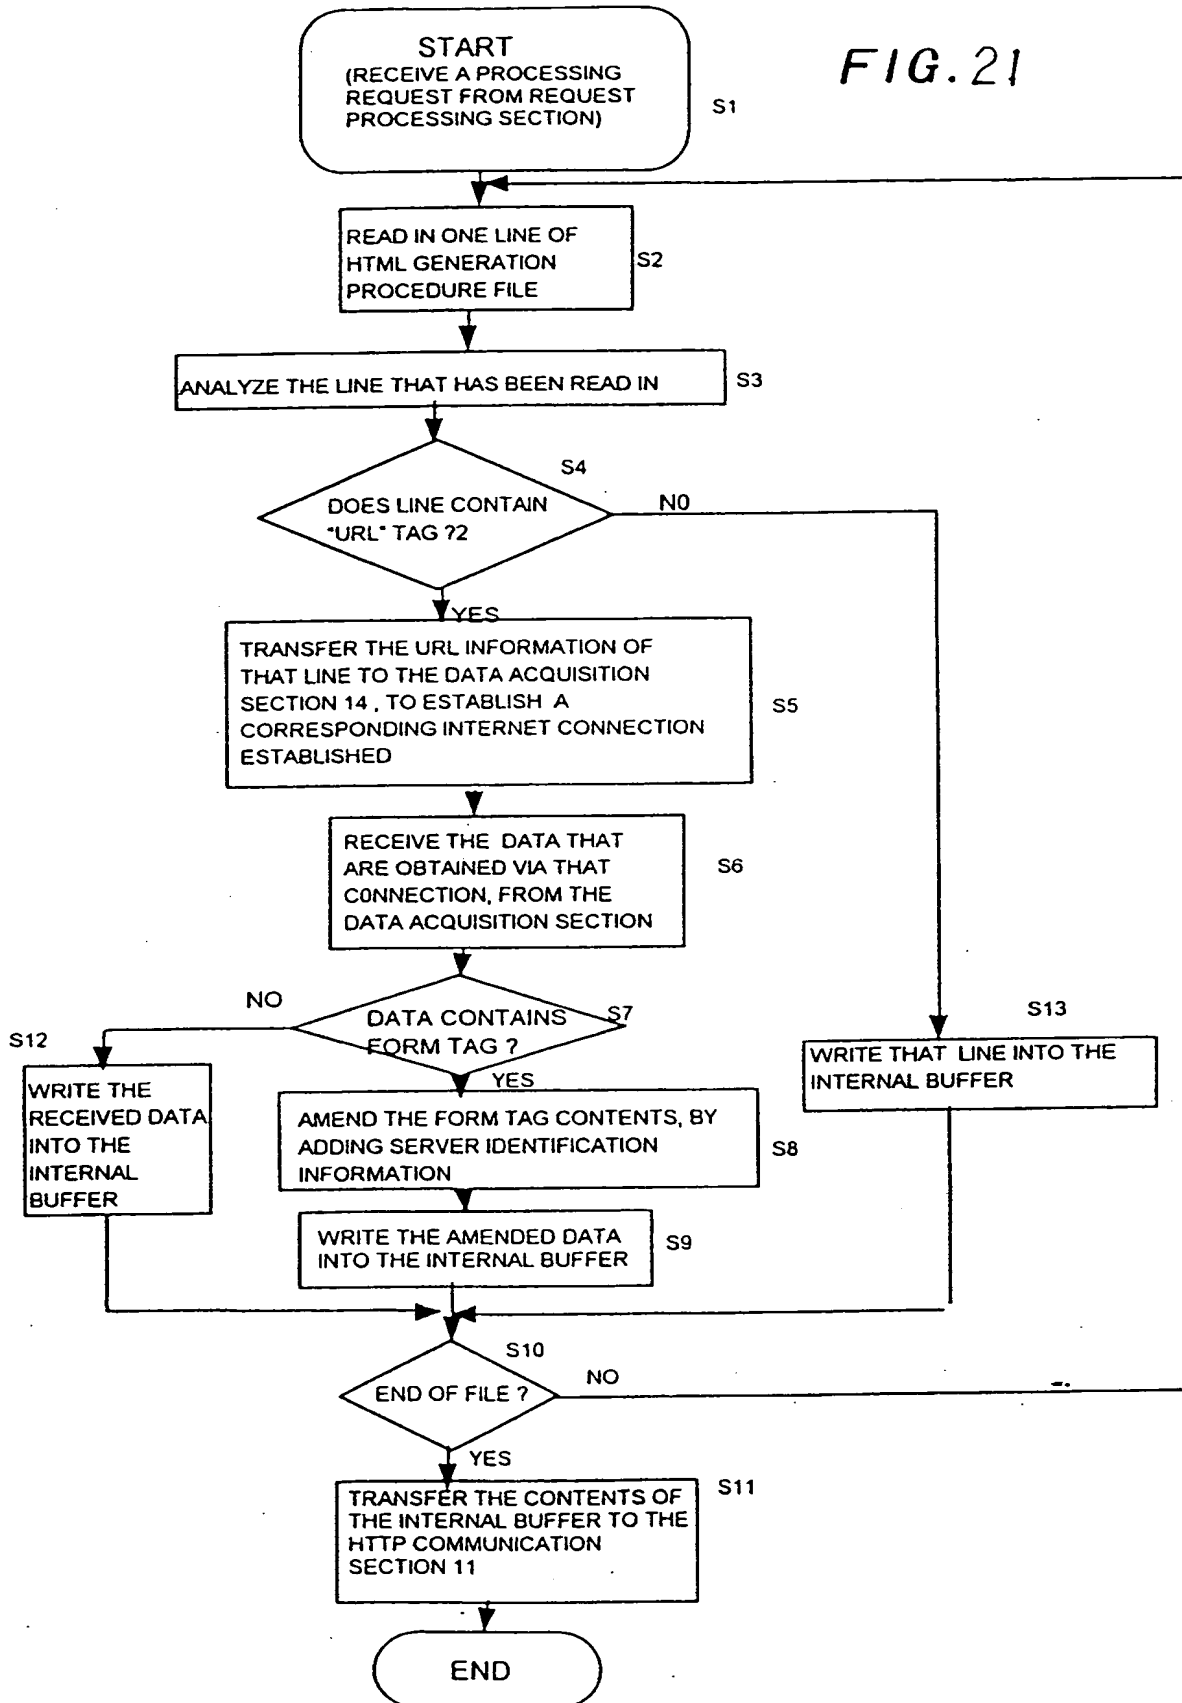 FIG.21
START
(RECEIVE A PROCESSING
REQUEST FROM REQUEST
PROCESSING SECTION)
S1
READ IN ONE LINE OF
HTML GENERATION
PROCEDURE FILE
S2
ANALYZE THE LINE THAT HAS BEEN READ IN
S3
S4
DOES LINE CONTAIN
"URL" TAG ?2
NO
YES
TRANSFER THE URL INFORMATION OF
THAT LINE TO THE DATA ACQUISITION
SECTION 14 , TO ESTABLISH A
CORRESPONDING INTERNET CONNECTION
ESTABLISHED
S5
RECEIVE THE DATA THAT
ARE OBTAINED VIA THAT
CONNECTION, FROM THE
DATA ACQUISITION SECTION
S6
NO
S7
DATA CONTAINS
FORM TAG ?
YES
S12
WRITE THE
RECEIVED DATA
INTO THE
INTERNAL
BUFFER
S13
WRITE THAT LINE INTO THE
INTERNAL BUFFER
AMEND THE FORM TAG CONTENTS, BY
ADDING SERVER IDENTIFICATION
INFORMATION
S8
WRITE THE AMENDED DATA
INTO THE INTERNAL BUFFER
S9
S10
END OF FILE ?
NO
YES
S11
TRANSFER THE CONTENTS OF
THE INTERNAL BUFFER TO THE
HTTP COMMUNICATION
SECTION 11
END